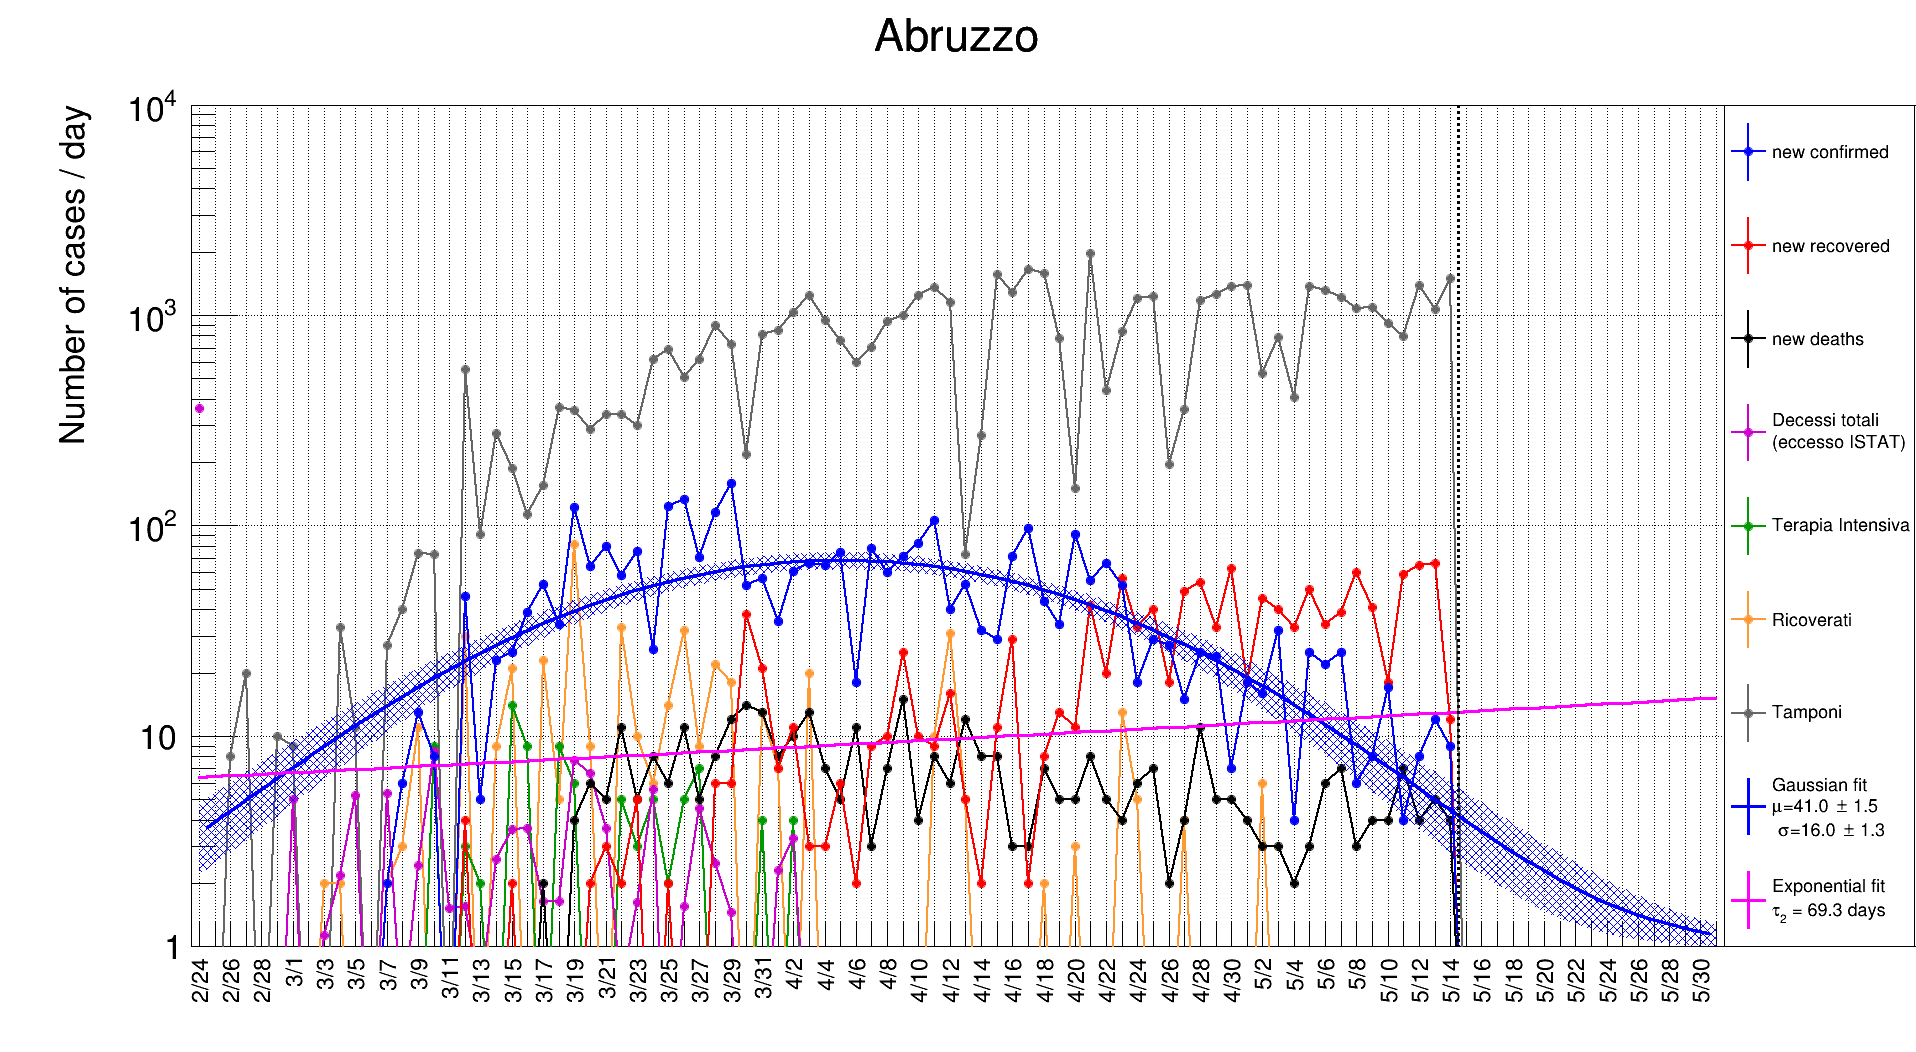 Abruzzo
Number of cases / day
10^4
10^3
10^2
10
1
2/24 2/26 2/28 3/1 3/3 3/5 3/7 3/9 3/11 3/13 3/15 3/17 3/19 3/21 3/23 3/25 3/27 3/29 3/31 4/2 4/4 4/6 4/8 4/10 4/12 4/14 4/16 4/18 4/20 4/22 4/24 4/26 4/28 4/30 5/2 5/4 5/6 5/8 5/10 5/12 5/14 5/16 5/18 5/20 5/22 5/24 5/26 5/28 5/30
new confirmed
new recovered
new deaths
Decessi totali
(eccesso ISTAT)
Terapia Intensiva
Ricoverati
Tamponi
Gaussian fit
μ=41.0 ± 1.5
σ=16.0 ± 1.3
Exponential fit
τ₂ = 69.3 days